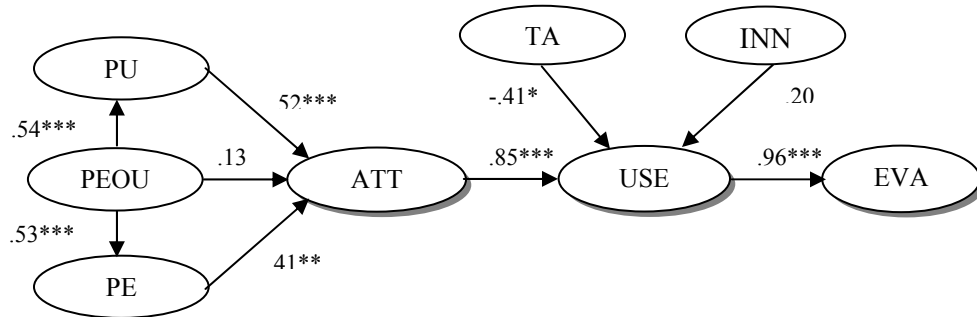 TA
INN
PU
52***
-.41*
.20
.54***
.13
.85***
.96***
PEOU
ATT
USE
EVA
.53***
41**
PE